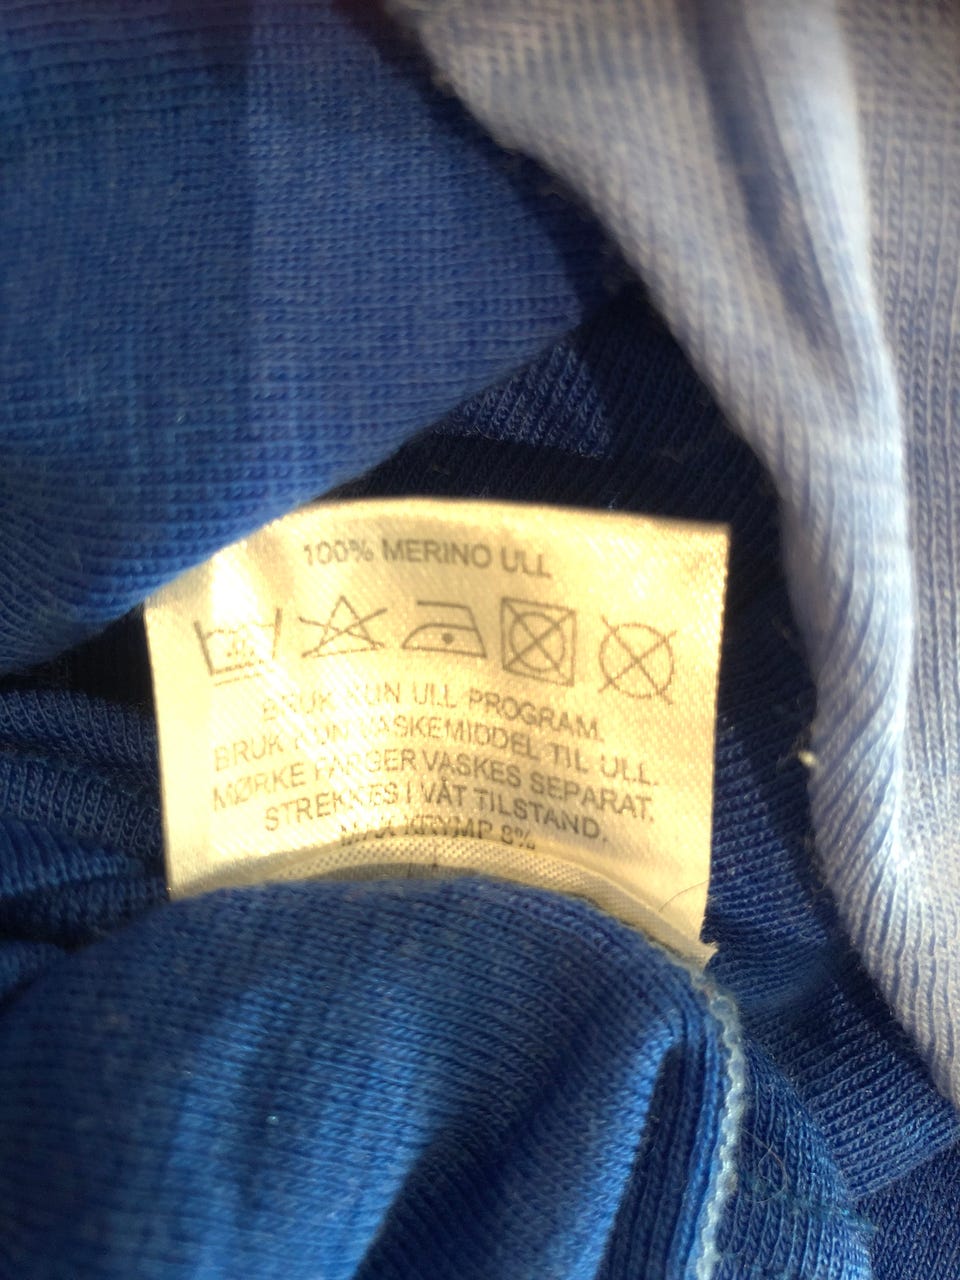 100% MERINO ULL
BRUK KUN ULL PROGRAM.
BRUK KUN VASKEMIDDEL TIL ULL.
MØRKE FARGER VASKES SEPARAT.
STREKKES I VÅT TILSTAND.
MAX KRYMP 8%